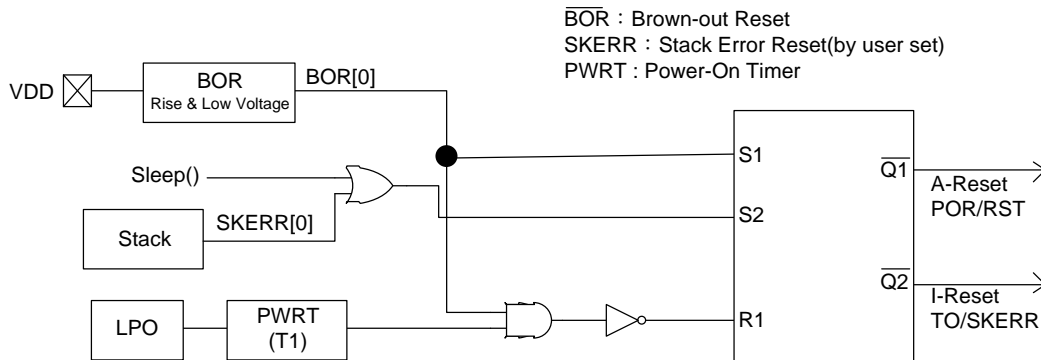 BOR : Brown-out Reset
SKERR : Stack Error Reset(by user set)
PWRT : Power-On Timer
VDD
BOR
Rise & Low Voltage
BOR[0]
Sleep()
Stack
SKERR[0]
LPO
PWRT
(T1)
S1
S2
R1
Q1
Q2
A-Reset
POR/RST
I-Reset
TO/SKERR